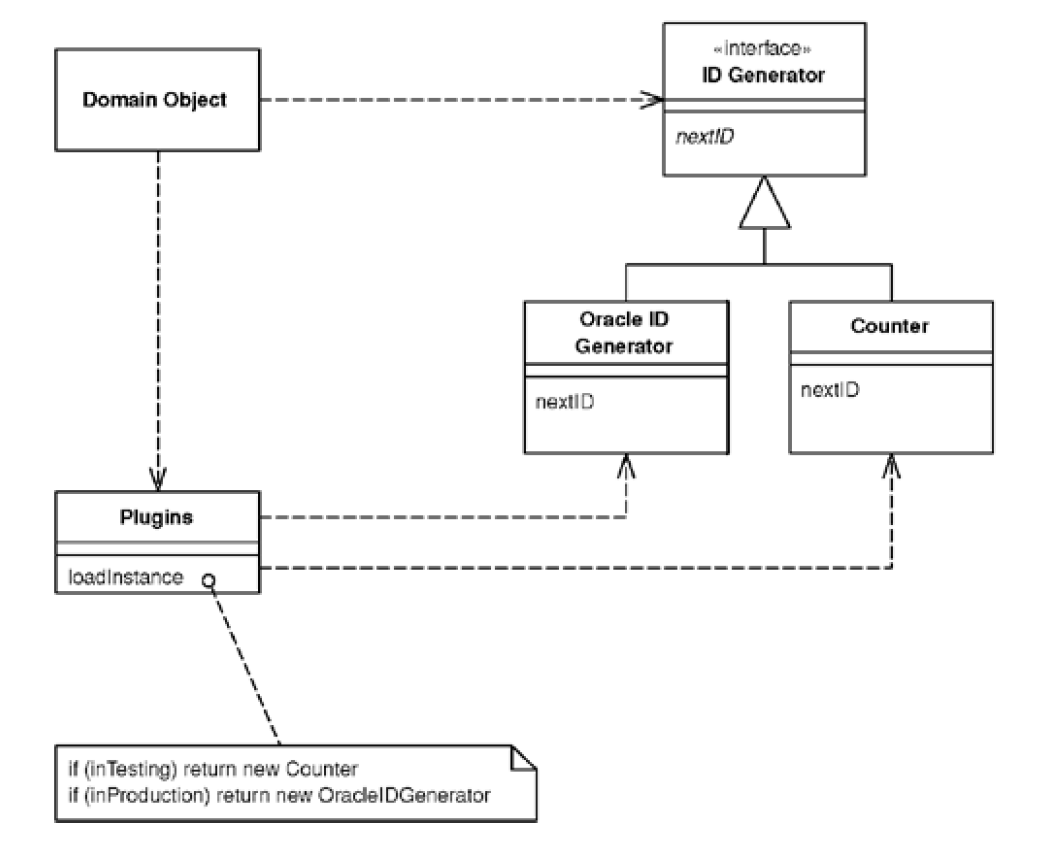 Domain Object
«interface»
ID Generator
nextID
Oracle ID
Generator
nextID
Counter
nextID
Plugins
loadInstance
if (inTesting) return new Counter
if (inProduction) return new OracleIDGenerator